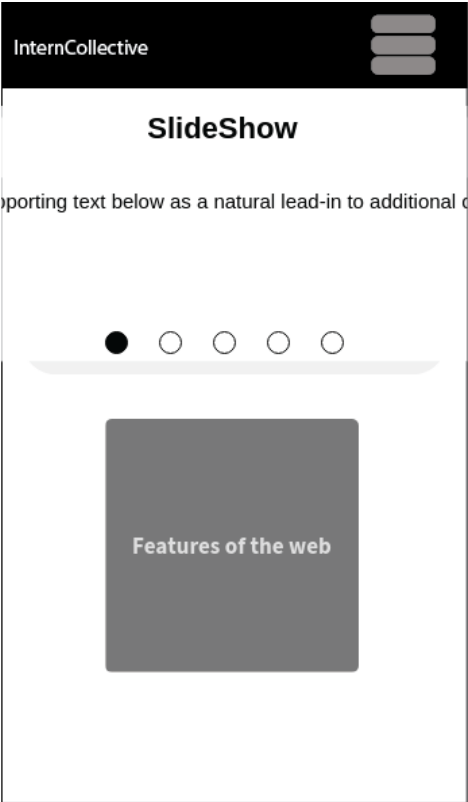 InternCollective
SlideShow
pporting text below as a natural lead-in to additional c
Features of the web